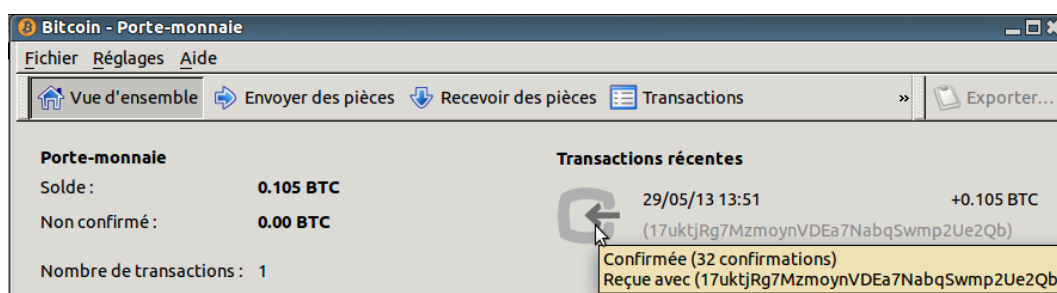 Bitcoin - Porte-monnaie
Fichier Réglages Aide
Vue d'ensemble Envoyer des pièces Recevoir des pièces Transactions » Exporter...
Porte-monnaie
Solde : 0.105 BTC
Non confirmé : 0.00 BTC
Nombre de transactions : 1
Transactions récentes
29/05/13 13:51 +0.105 BTC
(17uktjRg7MzmoynVDEa7NabqSwmp2Ue2Qb)
Confirmée (32 confirmations)
Reçue avec (17uktjRg7MzmoynVDEa7NabqSwmp2Ue2Qb